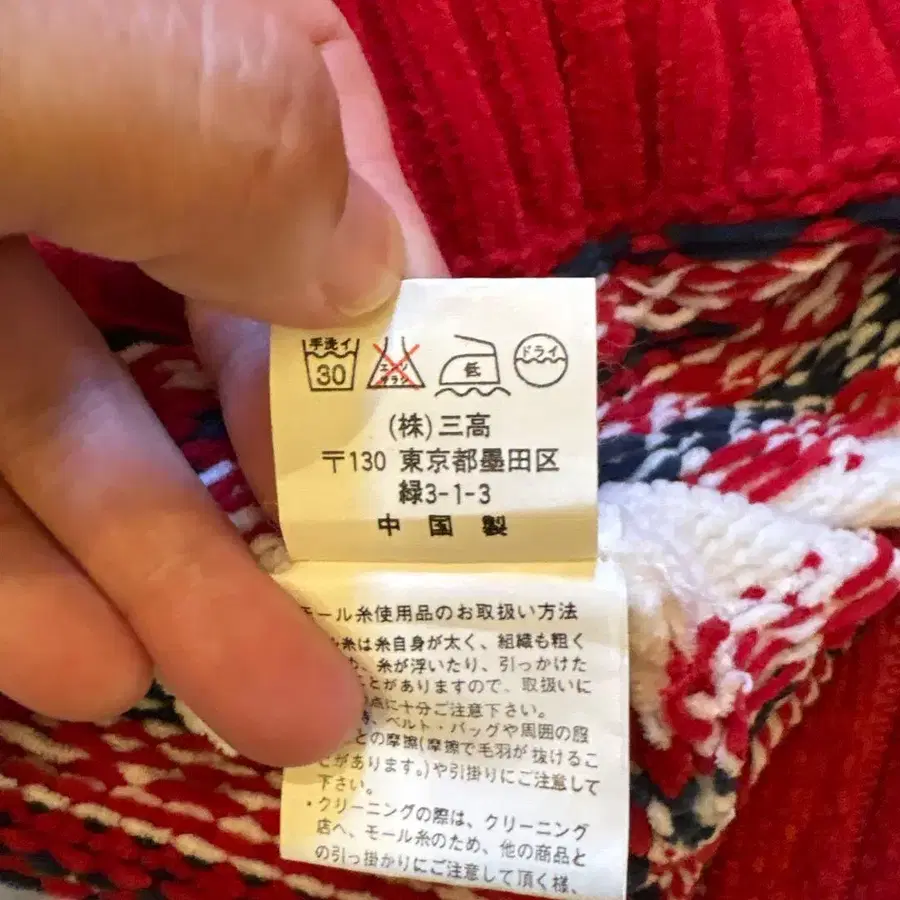 手洗イ
30
エンソ
サラシ
低
ドライ
(株)三高
〒130 東京都墨田区
緑3-1-3
中国製
モール糸使用品のお取扱い方法
糸は糸自身が太く、組織も粗く
糸が浮いたり、引っかけた
ことがありますので、取扱いに
点に十分ご注意下さい。
ベルト・バッグや周囲の殴
との摩擦(摩擦で毛羽が抜けるこ
とがあります。)や引掛りにご注意して
下さい。
・クリーニングの際は、クリーニング
店へ、モール糸のため、他の商品と
の引っ掛かりにご注意して頂く様、